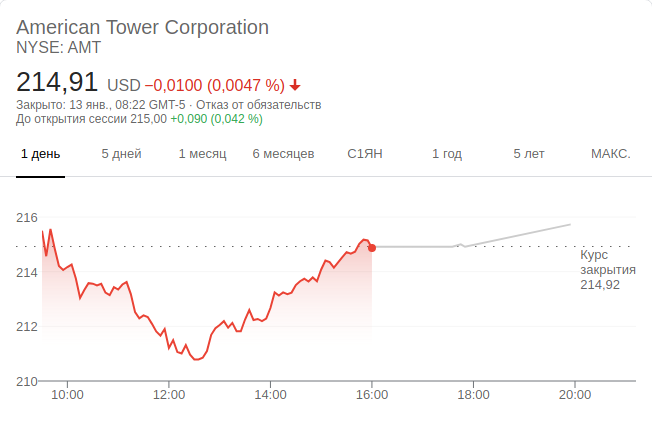 American Tower Corporation
NYSE: AMT
214,91 USD −0,0100 (0,0047 %)
Закрыто: 13 янв., 08:22 GMT-5 · Отказ от обязательств
До открытия сессии 215,00 +0,090 (0,042 %)
1 день 5 дней 1 месяц 6 месяцев С1ЯН 1 год 5 лет МАКС.
216
214
212
210
Курс
закрытия
214,92
10:00 12:00 14:00 16:00 18:00 20:00